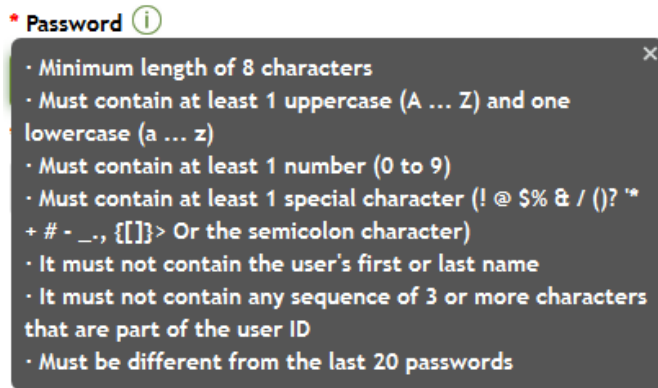 * Password i
×
· Minimum length of 8 characters
· Must contain at least 1 uppercase (A ... Z) and one
lowercase (a ... z)
· Must contain at least 1 number (0 to 9)
· Must contain at least 1 special character (! @ $% & / ()? '*
+ # - _., {[]}> Or the semicolon character)
· It must not contain the user's first or last name
· It must not contain any sequence of 3 or more characters
that are part of the user ID
· Must be different from the last 20 passwords